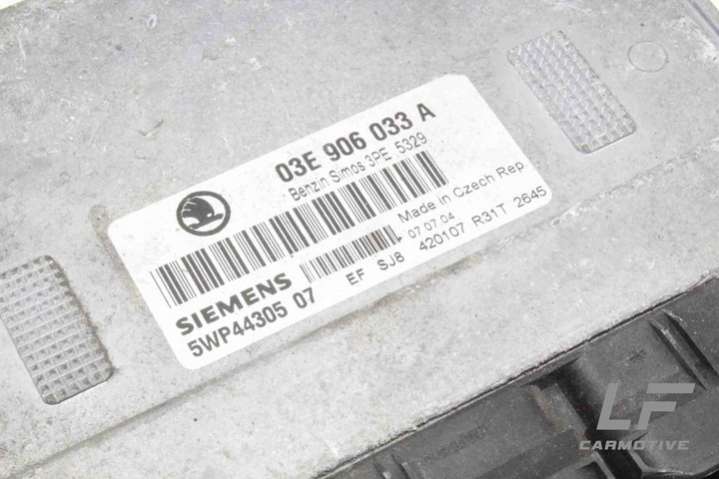 03E 906 033 A
Benzin Simos 3PE 5329
Made in Czech Rep
07.07.04
SIEMENS
EF SJ8 420107 R31T 2645
5WP44305 07
LF
CARMOTIVE